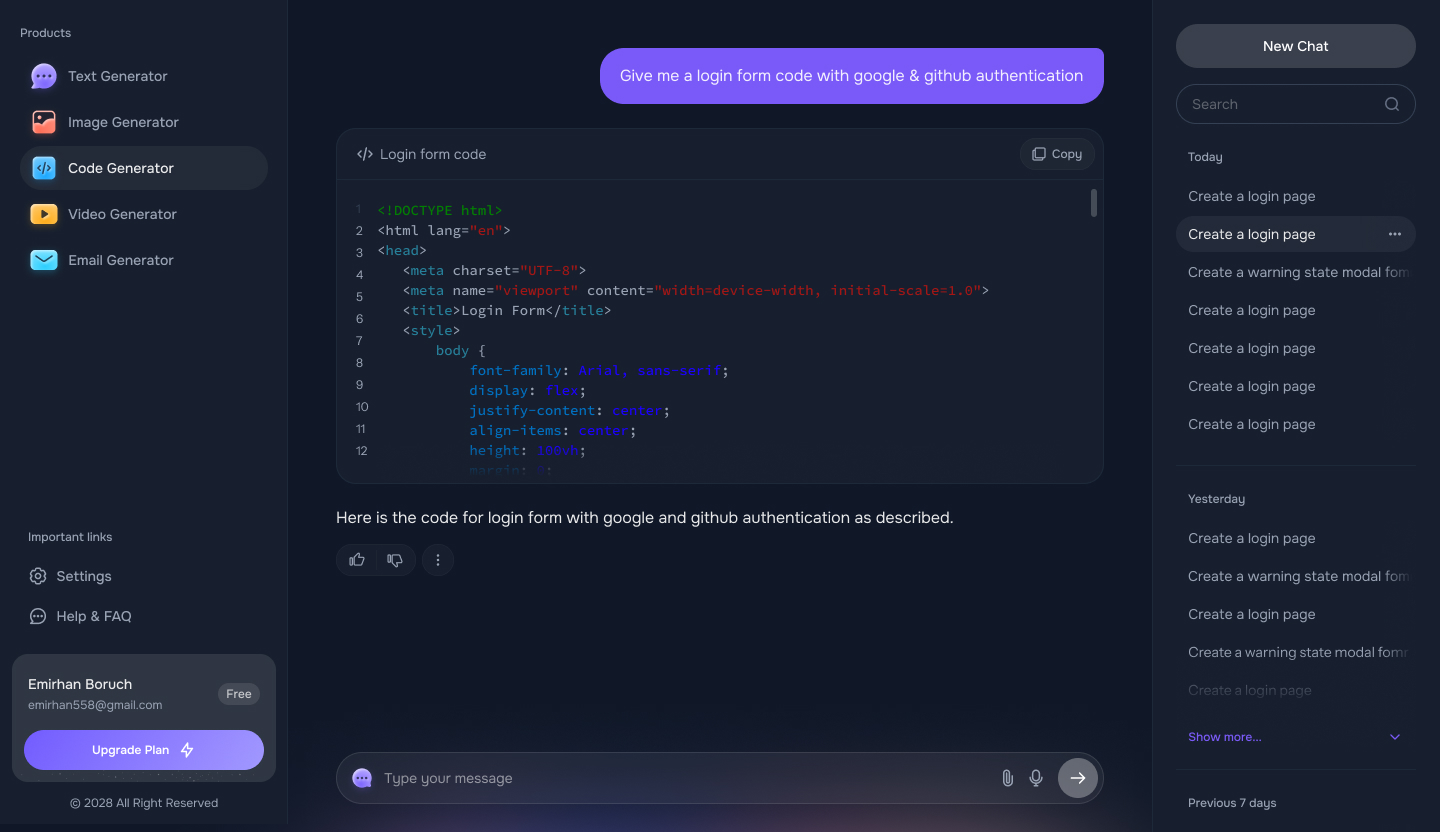 Products
Text Generator
Image Generator
Code Generator
Video Generator
Email Generator
Important links
Settings
Help & FAQ
Emirhan Boruch
emirhan558@gmail.com
Free
Upgrade Plan
© 2028 All Right Reserved
Give me a login form code with google & github authentication
</> Login form code
Copy
1 <!DOCTYPE html>
2 <html lang="en">
3 <head>
4 <meta charset="UTF-8">
5 <meta name="viewport" content="width=device-width, initial-scale=1.0">
6 <title>Login Form</title>
7 <style>
8 body {
9 font-family: Arial, sans-serif;
10 display: flex;
11 justify-content: center;
12 align-items: center;
height: 100vh;
margin:
Here is the code for login form with google and github authentication as described.
Type your message
New Chat
Search
Today
Create a login page
Create a login page
Create a warning state modal fom
Create a login page
Create a login page
Create a login page
Create a login page
Yesterday
Create a login page
Create a warning state modal fom
Create a login page
Create a warning state modal fomr
Create a login page
Show more...
Previous 7 days